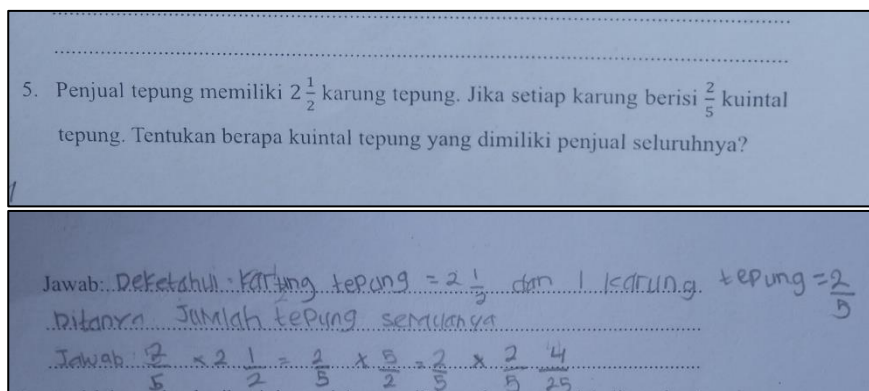 5. Penjual tepung memiliki 2 1/2 karung tepung. Jika setiap karung berisi 2/5 kuintal
tepung. Tentukan berapa kuintal tepung yang dimiliki penjual seluruhnya?
Jawab: Deketahui karung tepung = 2 1/2 dan 1 karung tepung = 2/5
Ditanya Jumlah tepung semuanya
Jawab 2/5 × 2 1/2 = 2/5 × 5/2 = 2/5 × 2/5 4/25